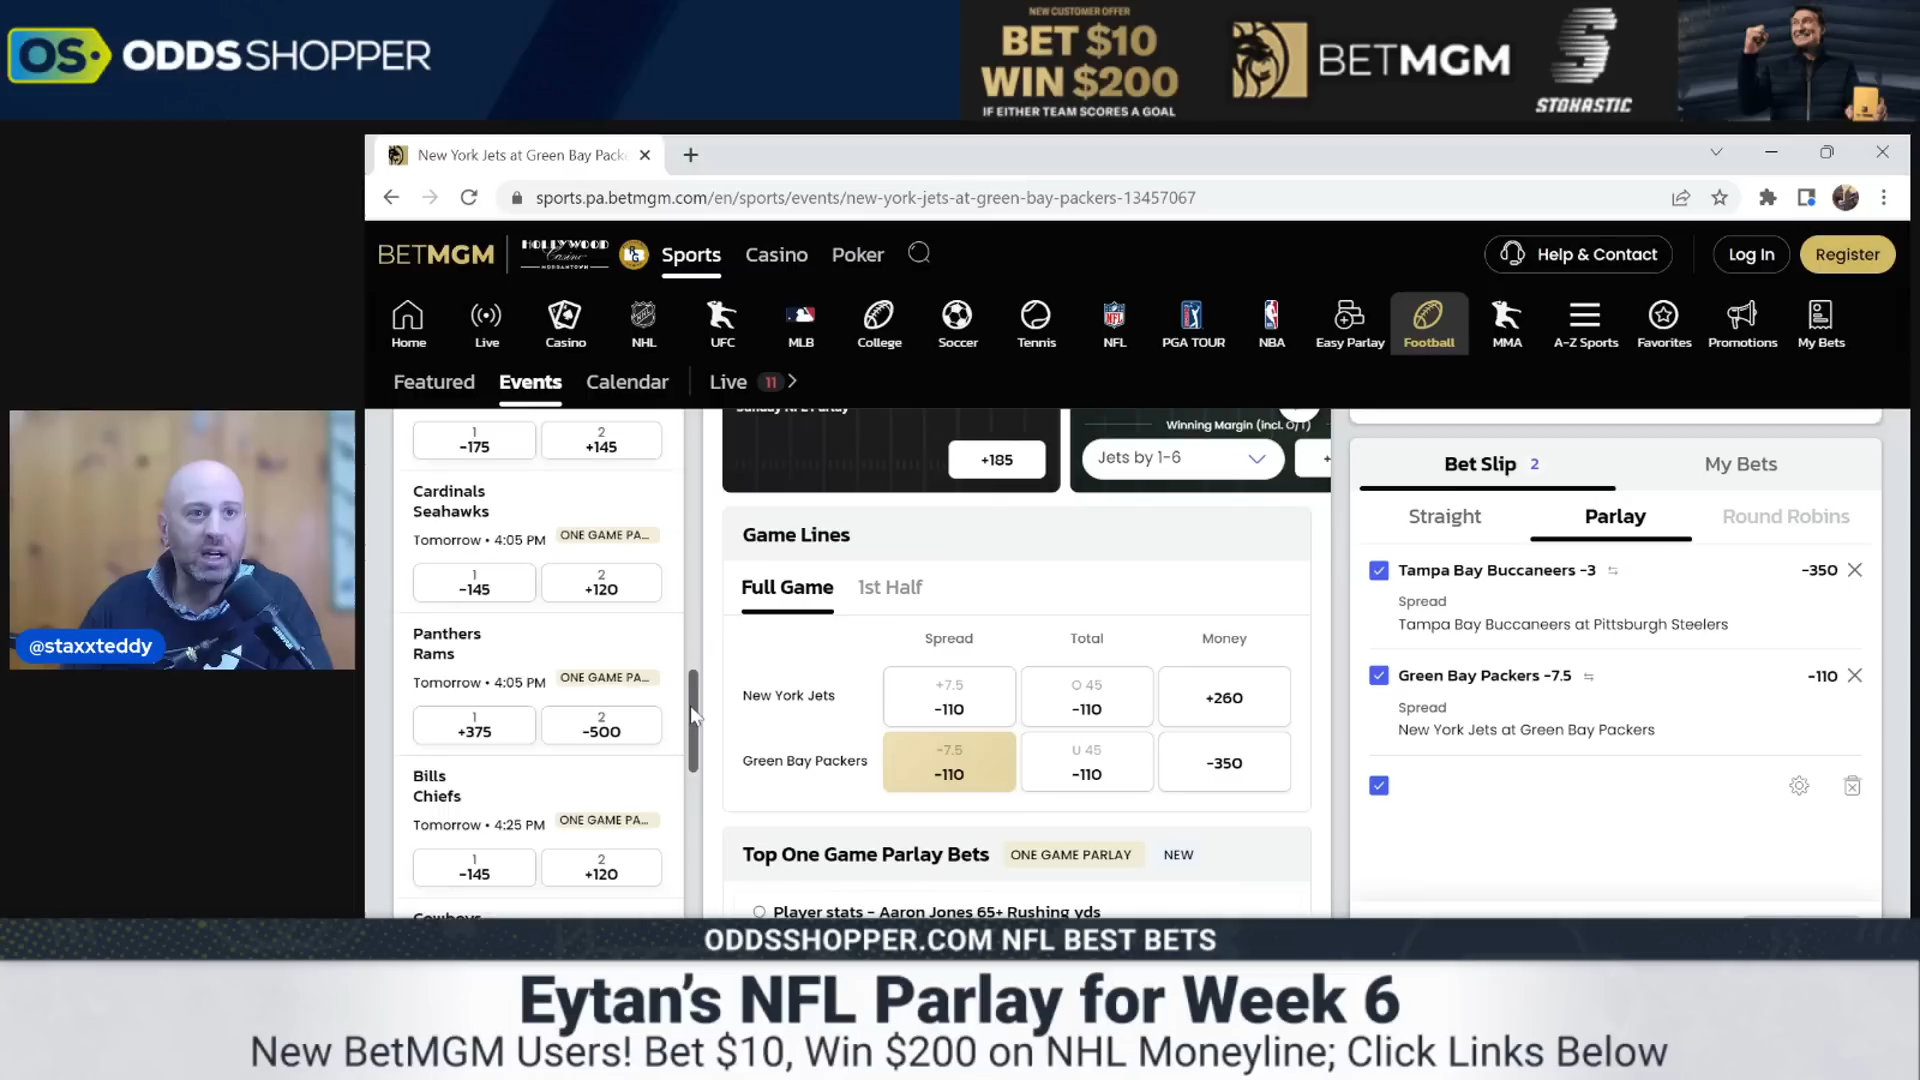 OS.
ODDSSHOPPER
NEW CUSTOMER OFFER
BET $10
WIN $200
IF EITHER TEAM SCORES A GOAL
BETMGM
STOKASTIC
New York Jets at Green Bay Pack
sports.pa.betmgm.com/en/sports/events/new-york-jets-at-green-bay-packers-13457067
BETMGM
HOLLYWOOD
Casino
MORGANTOWN
Sports
Casino
Poker
Help & Contact
Log In
Register
Home
Live
Casino
NHL
UFC
MLB
College
Soccer
Tennis
NFL
PGA TOUR
NBA
Easy Parlay
Football
MMA
A-Z Sports
Favorites
Promotions
My Bets
Featured
Events
Calendar
Live 11
1
-175
2
+145
Cardinals
Seahawks
Tomorrow • 4:05 PM ONE GAME PA...
1
-145
2
+120
Panthers
Rams
Tomorrow • 4:05 PM ONE GAME PA...
1
+375
2
-500
Bills
Chiefs
Tomorrow • 4:25 PM ONE GAME PA...
1
-145
2
+120
Cowboys
Sunday NFL Parlay
+185
Winning Margin (incl. OT)
Jets by 1-6
+
Game Lines
Full Game 1st Half
Spread Total Money
New York Jets
+7.5
-110
O 45
-110
+260
Green Bay Packers
-7.5
-110
U 45
-110
-350
Top One Game Parlay Bets ONE GAME PARLAY NEW
Player stats - Aaron Jones 65+ Rushing yds
Bet Slip 2
My Bets
Straight
Parlay
Round Robins
Tampa Bay Buccaneers -3 -350
Spread
Tampa Bay Buccaneers at Pittsburgh Steelers
Green Bay Packers -7.5 -110
Spread
New York Jets at Green Bay Packers
@staxxteddy
ODDSSHOPPER.COM NFL BEST BETS
Eytan's NFL Parlay for Week 6
New BetMGM Users! Bet $10, Win $200 on NHL Moneyline; Click Links Below